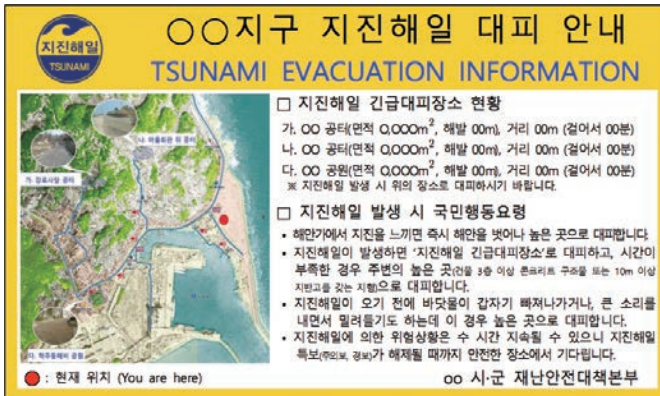 지진해일
TSUNAMI
○○지구 지진해일 대피 안내
TSUNAMI EVACUATION INFORMATION
나. 마을회관 뒤 공터
□ 지진해일 긴급대피장소 현황
가. OO 공터(면적 O,OOOm², 해발 00m), 거리 00m (걸어서 00분)
나. OO 공터(면적 O,OOOm², 해발 00m), 거리 00m (걸어서 00분)
다. OO 공원(면적 O,OOOm², 해발 00m), 거리 00m (걸어서 00분)
※ 지진해일 발생 시 위의 장소로 대피하시기 바랍니다.
□ 지진해일 발생 시 국민행동요령
• 해안가에서 지진을 느끼면 즉시 해안을 벗어나 높은 곳으로 대피합니다.
• 지진해일이 발생하면 '지진해일 긴급대피장소'로 대피하고, 시간이
부족한 경우 주변의 높은 곳(건물 3층 이상 콘크리트 구조물 또는 10m 이상
지반고를 갖는 지형)으로 대피합니다.
• 지진해일이 오기 전에 바닷물이 갑자기 빠져나가거나, 큰 소리를
내면서 밀려들기도 하는데 이 경우 높은 곳으로 대피합니다.
• 지진해일에 의한 위험상황은 수 시간 지속될 수 있으니 지진해일
특보(주의보, 경보)가 해제될 때까지 안전한 장소에서 기다립니다.
: 현재 위치 (You are here)
oo 시·군 재난안전대책본부